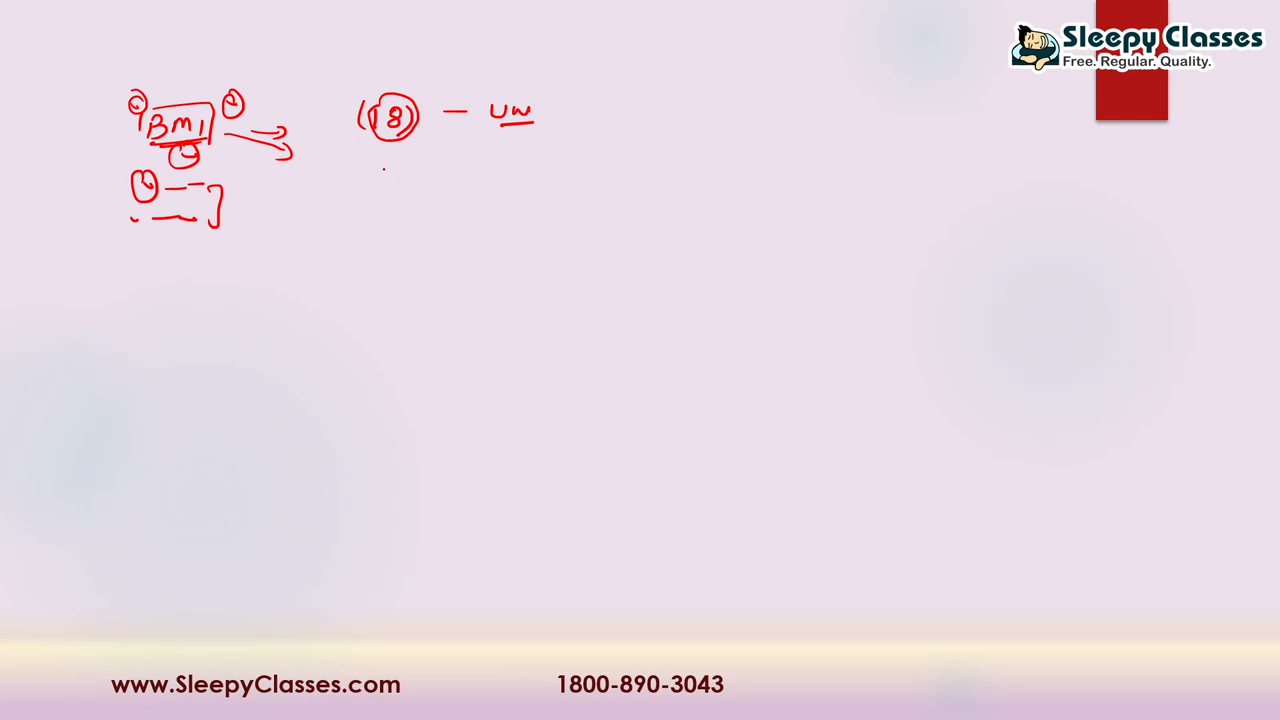 Sleepy Classes
Free. Regular. Quality.
BMI
(18) — UW
www.SleepyClasses.com
1800-890-3043